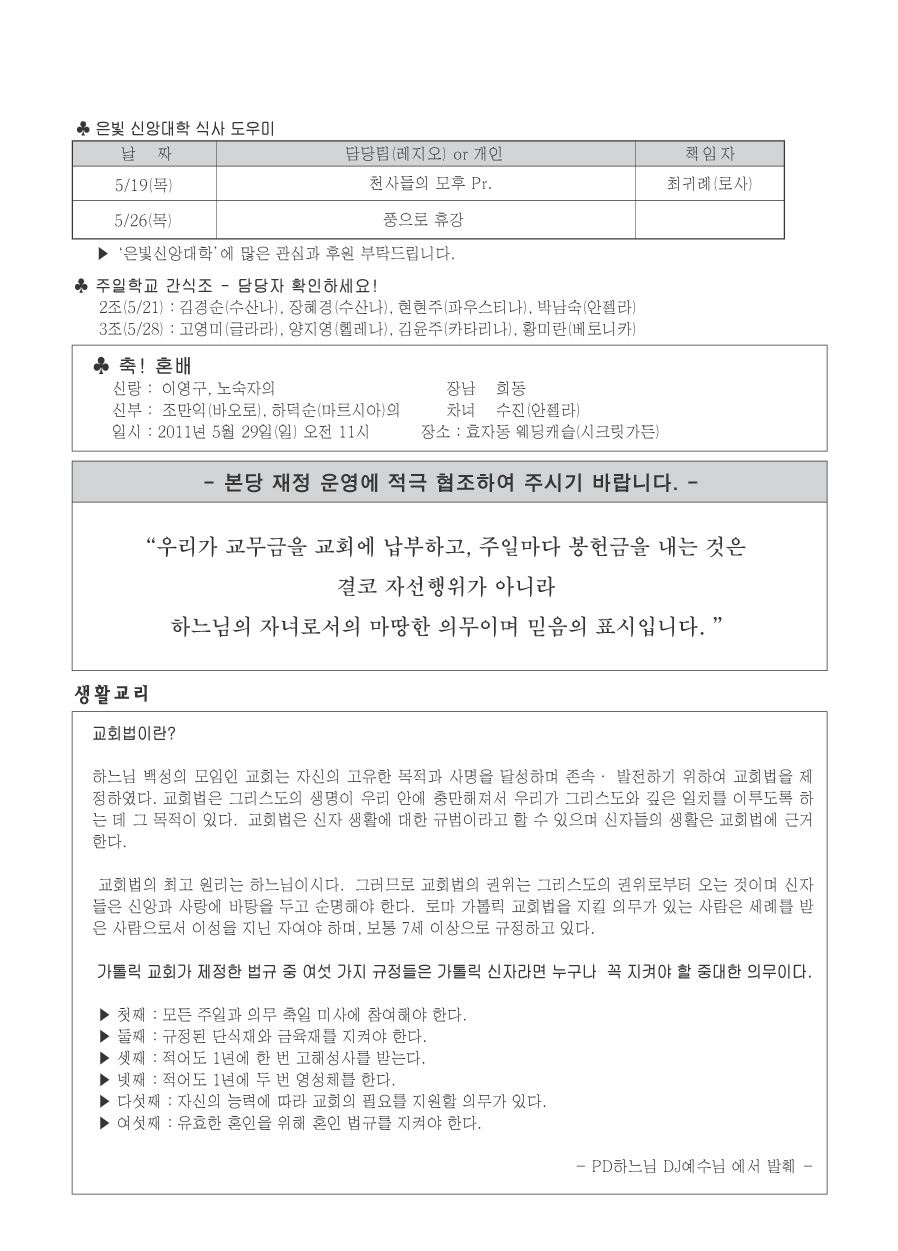 ♣ 은빛 신앙대학 식사 도우미
날 짜 담당팀(레지오) or 개인 책임자
5/19(목) 천사들의 모후 Pr. 최귀례(로사)
5/26(목) 풍으로 휴강
▶ ‘은빛신앙대학’에 많은 관심과 후원 부탁드립니다.
♣ 주일학교 간식조 - 담당자 확인하세요!
2조(5/21) : 김경순(수산나), 장혜경(수산나), 현현주(파우스티나), 박남숙(안젤라)
3조(5/28) : 고영미(글라라), 양지영(헬레나), 김윤주(카타리나), 황미란(베로니카)
♣ 축! 혼배
신랑 : 이영구, 노숙자의 장남 희동
신부 : 조만익(바오로), 하덕순(마르시아)의 차녀 수진(안젤라)
일시 : 2011년 5월 29일(일) 오전 11시 장소 : 효자동 웨딩캐슬(시크릿가든)
- 본당 재정 운영에 적극 협조하여 주시기 바랍니다. -
“우리가 교무금을 교회에 납부하고, 주일마다 봉헌금을 내는 것은
결코 자선행위가 아니라
하느님의 자녀로서의 마땅한 의무이며 믿음의 표시입니다. ”
생활교리
교회법이란?
하느님 백성의 모임인 교회는 자신의 고유한 목적과 사명을 달성하며 존속· 발전하기 위하여 교회법을 제
정하였다. 교회법은 그리스도의 생명이 우리 안에 충만해져서 우리가 그리스도와 깊은 일치를 이루도록 하
는 데 그 목적이 있다. 교회법은 신자 생활에 대한 규범이라고 할 수 있으며 신자들의 생활은 교회법에 근거
한다.
교회법의 최고 원리는 하느님이시다. 그러므로 교회법의 권위는 그리스도의 권위로부터 오는 것이며 신자
들은 신앙과 사랑에 바탕을 두고 순명해야 한다. 로마 가톨릭 교회법을 지킬 의무가 있는 사람은 세례를 받
은 사람으로서 이성을 지닌 자여야 하며, 보통 7세 이상으로 규정하고 있다.
가톨릭 교회가 제정한 법규 중 여섯 가지 규정들은 가톨릭 신자라면 누구나 꼭 지켜야 할 중대한 의무이다.
▶ 첫째 : 모든 주일과 의무 축일 미사에 참여해야 한다.
▶ 둘째 : 규정된 단식재와 금육재를 지켜야 한다.
▶ 셋째 : 적어도 1년에 한 번 고해성사를 받는다.
▶ 넷째 : 적어도 1년에 두 번 영성체를 한다.
▶ 다섯째 : 자신의 능력에 따라 교회의 필요를 지원할 의무가 있다.
▶ 여섯째 : 유효한 혼인을 위해 혼인 법규를 지켜야 한다.
- PD하느님 DJ예수님 에서 발췌 -